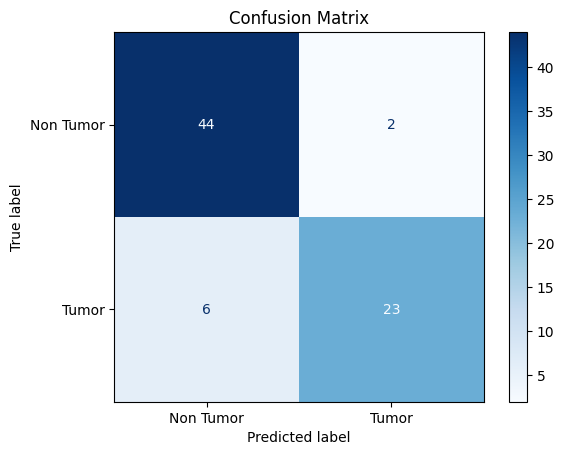 Confusion Matrix
True label
Non Tumor
44
2
Tumor
6
23
Non Tumor
Tumor
Predicted label
40
35
30
25
20
15
10
5